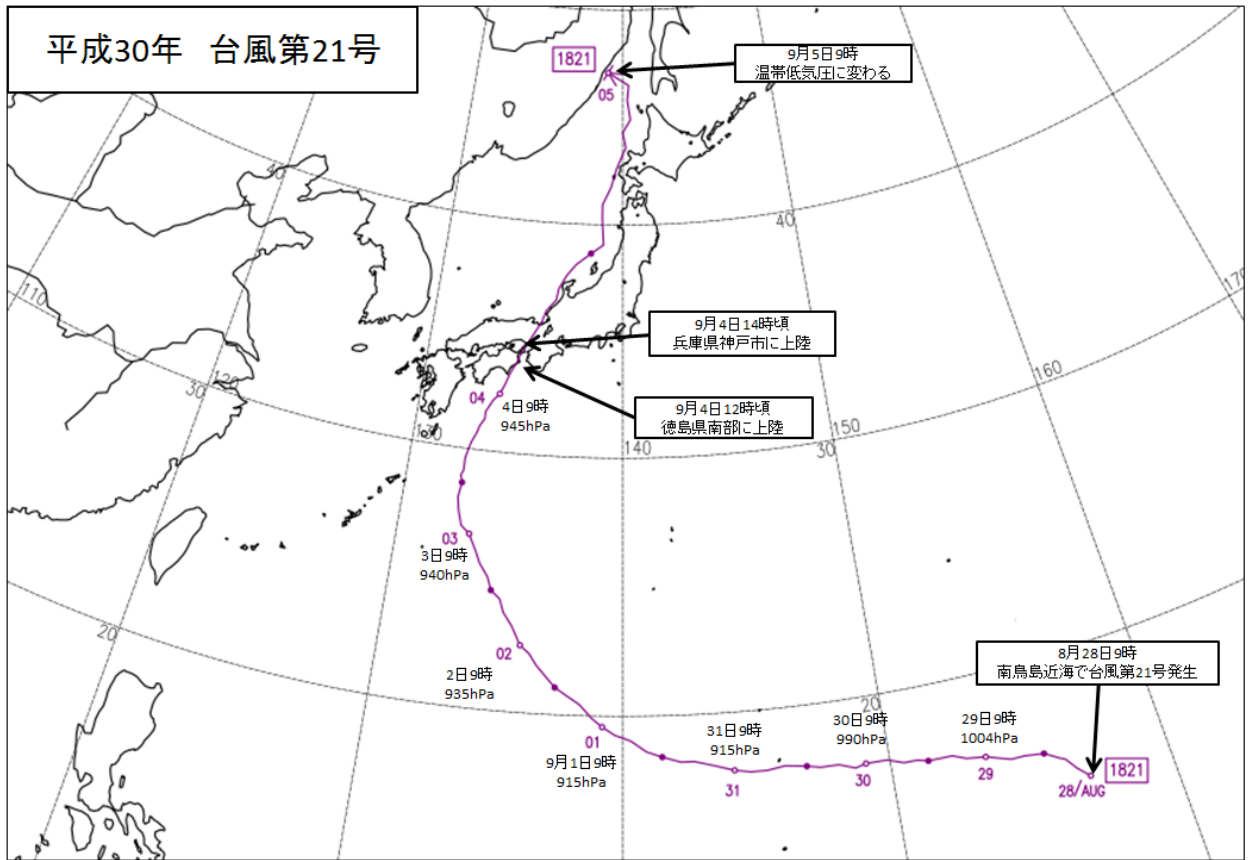 平成30年 台風第21号
1821
05
9月5日9時
温帯低気圧に変わる
40
40
110
170
9月4日14時頃
兵庫県神戸市に上陸
160
120
30
04
4日9時
945hPa
9月4日12時頃
徳島県南部に上陸
130
140
150
30
03
3日9時
940hPa
20
02
2日9時
935hPa
8月28日9時
南鳥島近海で台風第21号発生
20
01
9月1日9時
915hPa
31日9時
915hPa
31
30日9時
990hPa
30
29日9時
1004hPa
29
28/AUG
1821